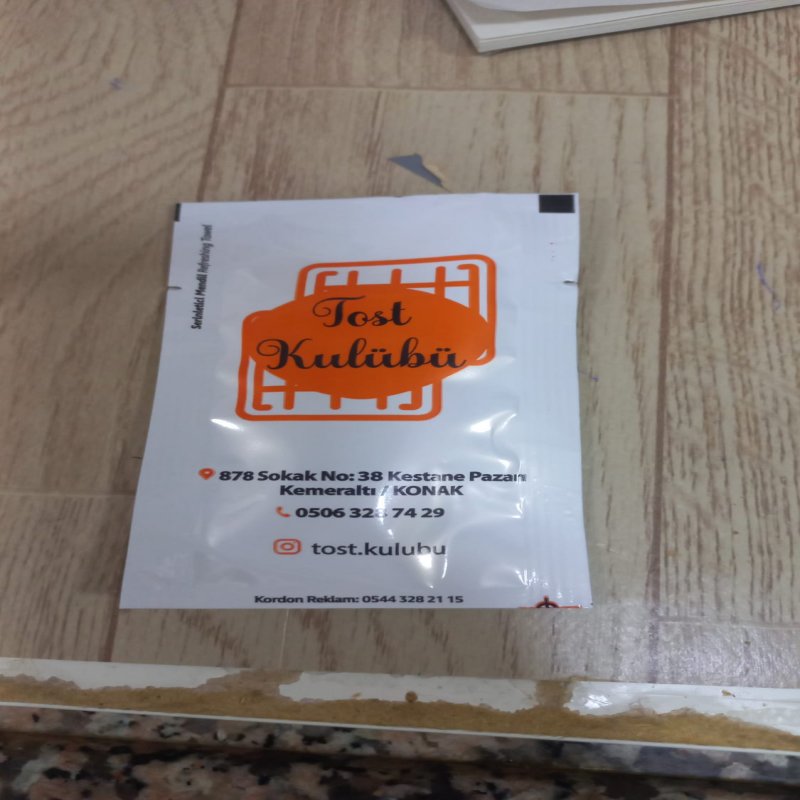 Serinletici Mendil Refreshing Towel
Tost
Kulübü
878 Sokak No: 38 Kestane Pazarı
Kemeraltı / KONAK
0506 328 74 29
tost.kulubu
Kordon Reklam: 0544 328 21 15